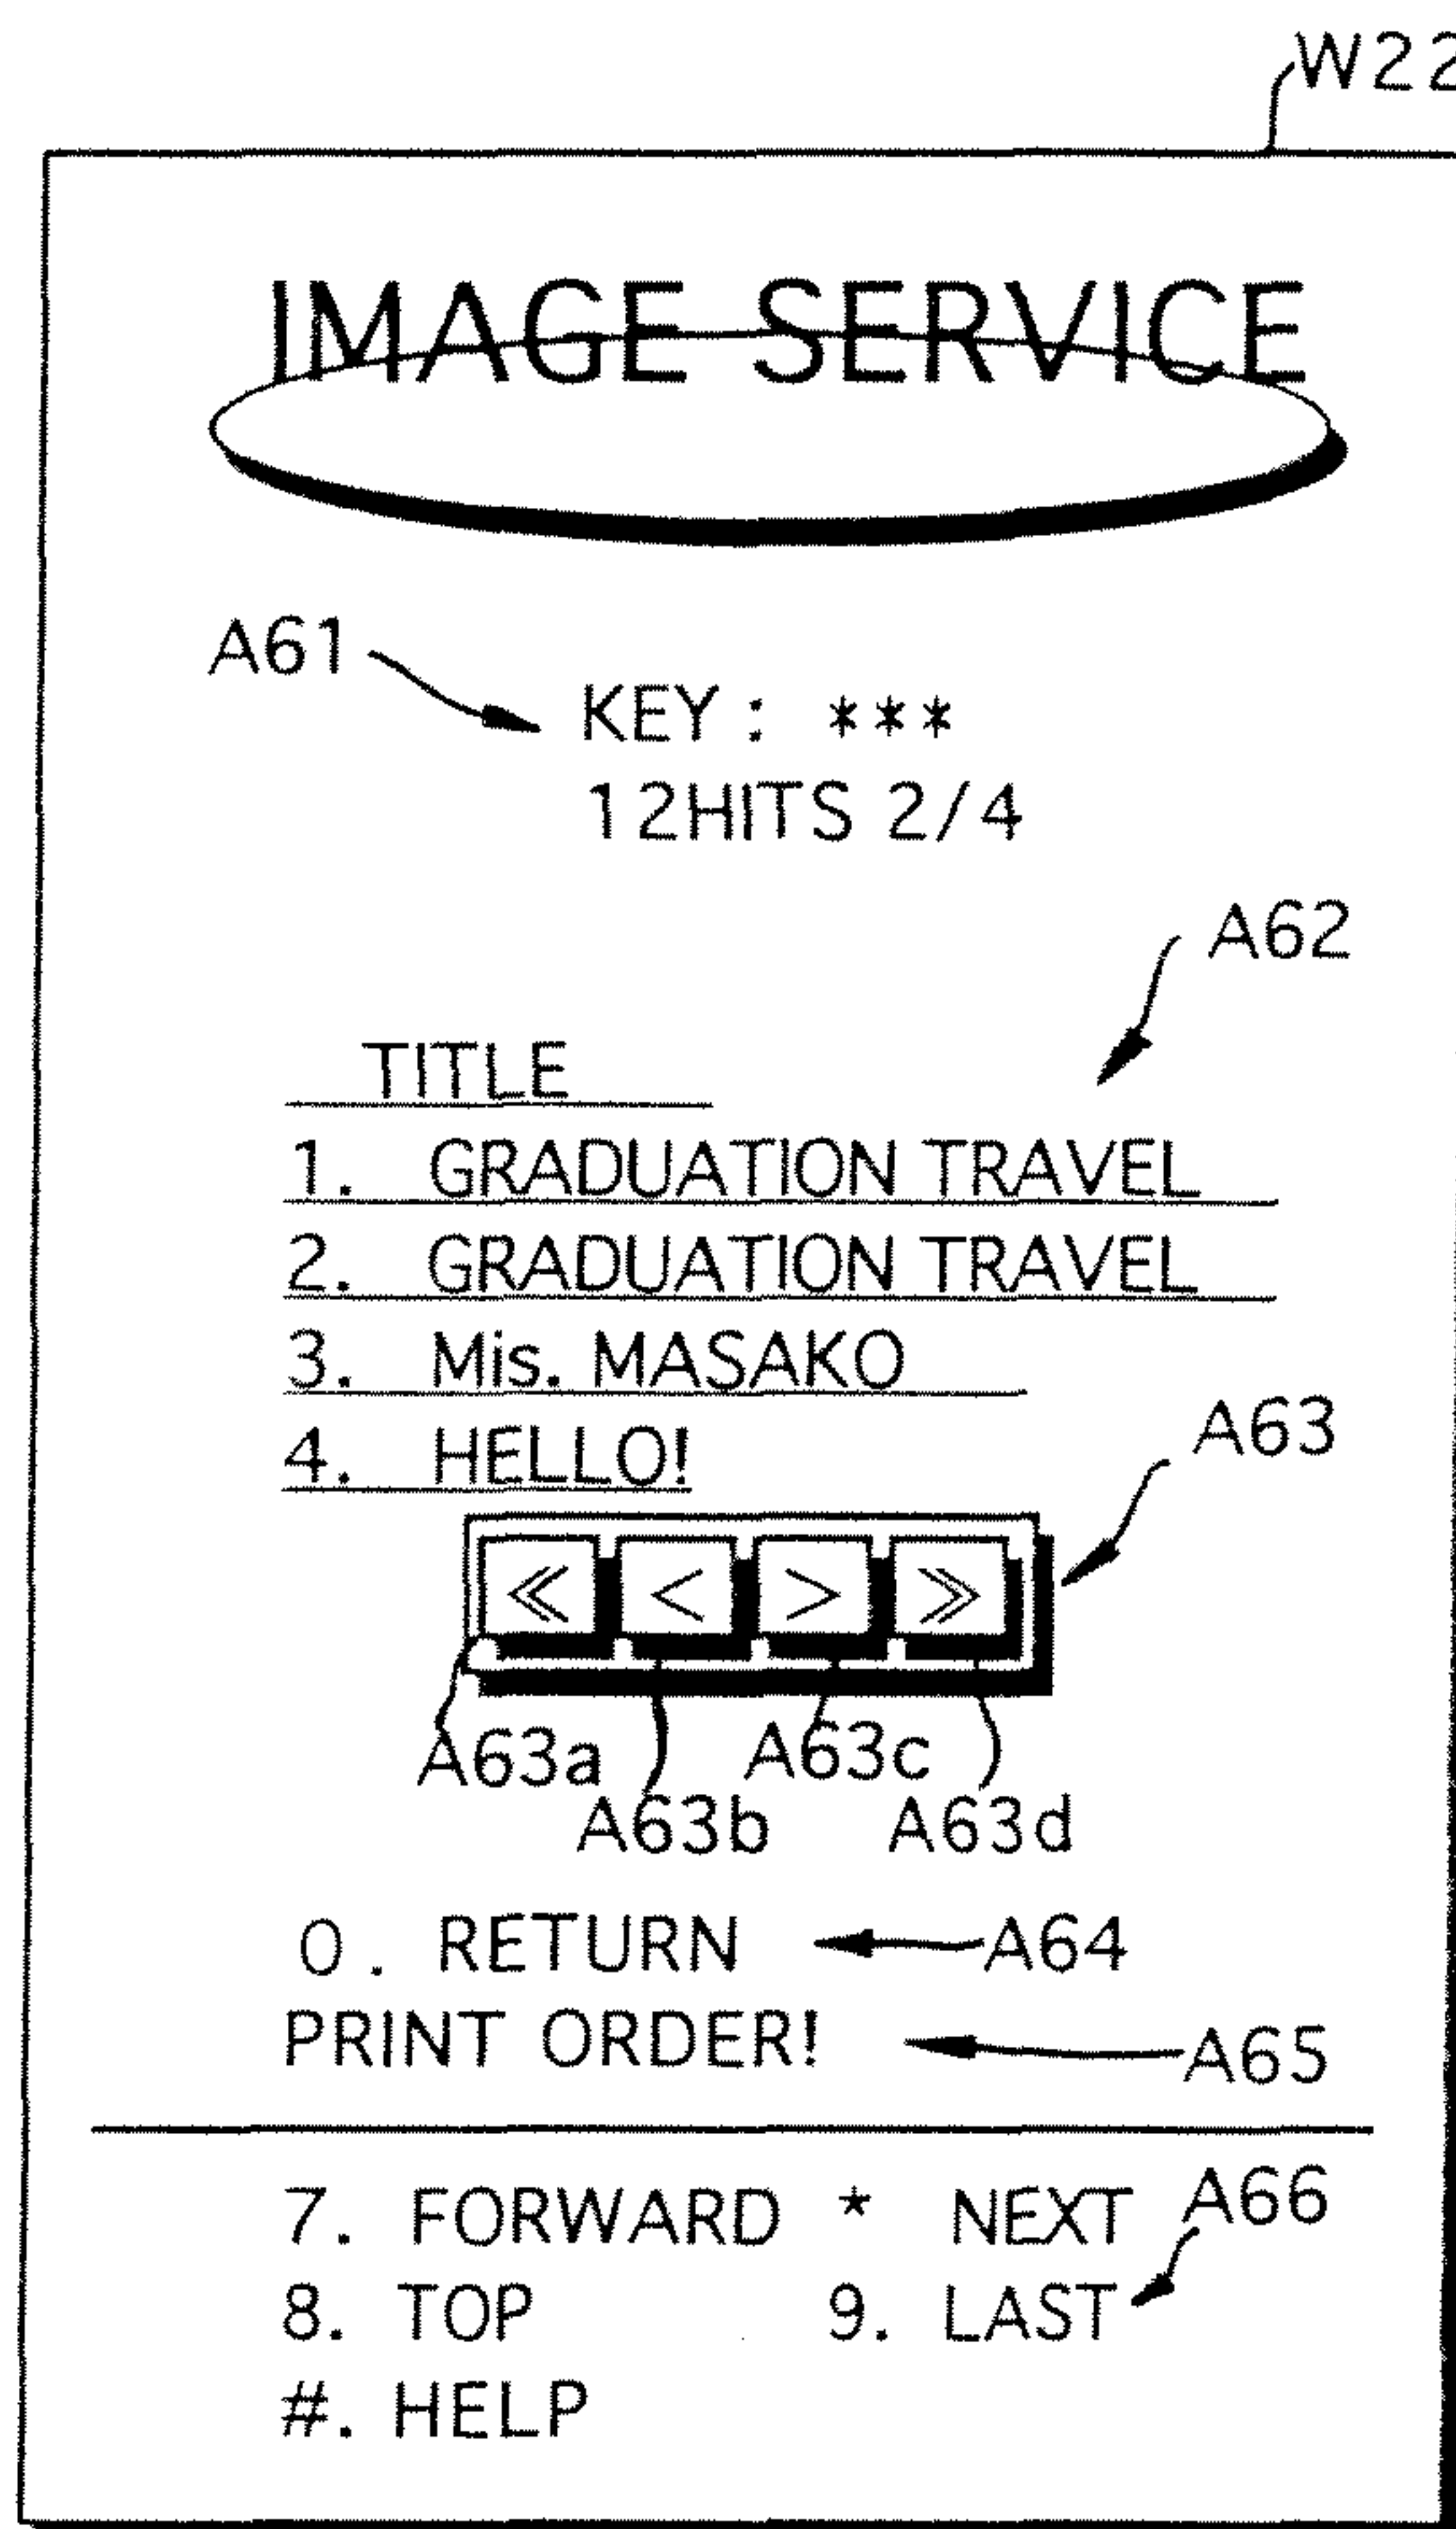 W22
IMAGE SERVICE
A61
KEY : ***
12HITS 2/4
A62
TITLE
1. GRADUATION TRAVEL
2. GRADUATION TRAVEL
3. Mis. MASAKO
4. HELLO!
A63
≪ < > ≫
A63a A63c
A63b A63d
0. RETURN A64
PRINT ORDER! A65
7. FORWARD * NEXT A66
8. TOP 9. LAST
#. HELP